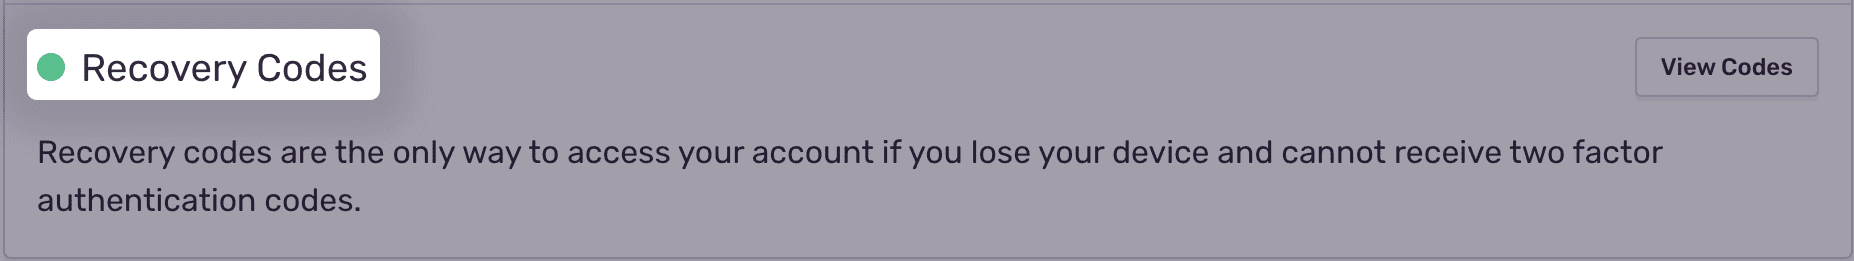 Recovery Codes
View Codes
Recovery codes are the only way to access your account if you lose your device and cannot receive two factor
authentication codes.